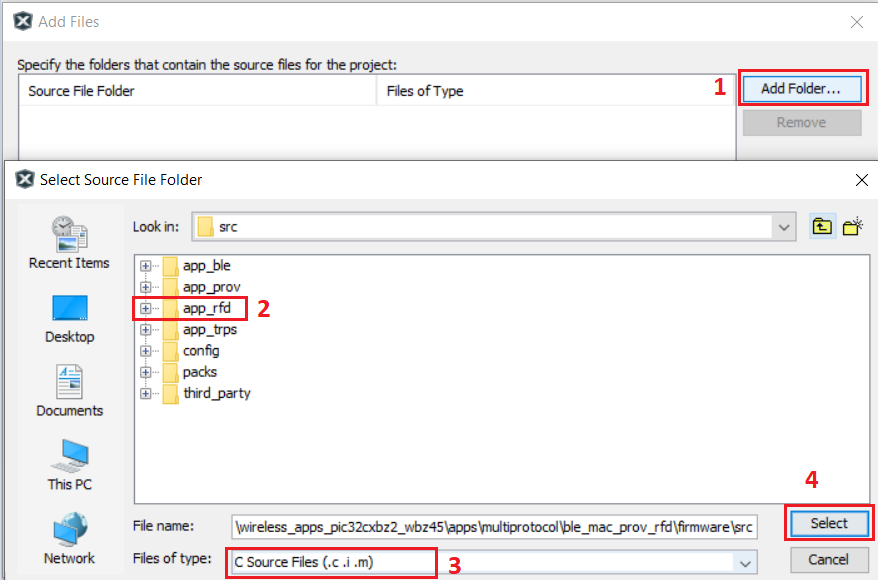 Add Files
Specify the folders that contain the source files for the project:
Source File Folder Files of Type
1 Add Folder...
Remove
Select Source File Folder
Look in: src
Recent Items
Desktop
Documents
This PC
Network
app_ble
app_prov
app_rfd 2
app_trps
config
packs
third_party
4
File name: \wireless_apps_pic32cxbz2_wbz45\apps\multiprotocol\ble_mac_prov_rfd\firmware\src Select
Files of type: C Source Files (.c .i .m) 3 Cancel